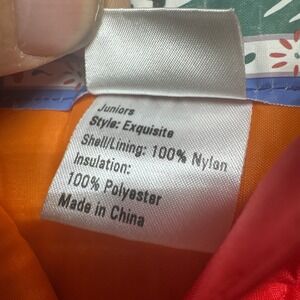 Juniors
Style: Exquisite
Shell/Lining: 100% Nylon
Insulation:
100% Polyester
Made in China